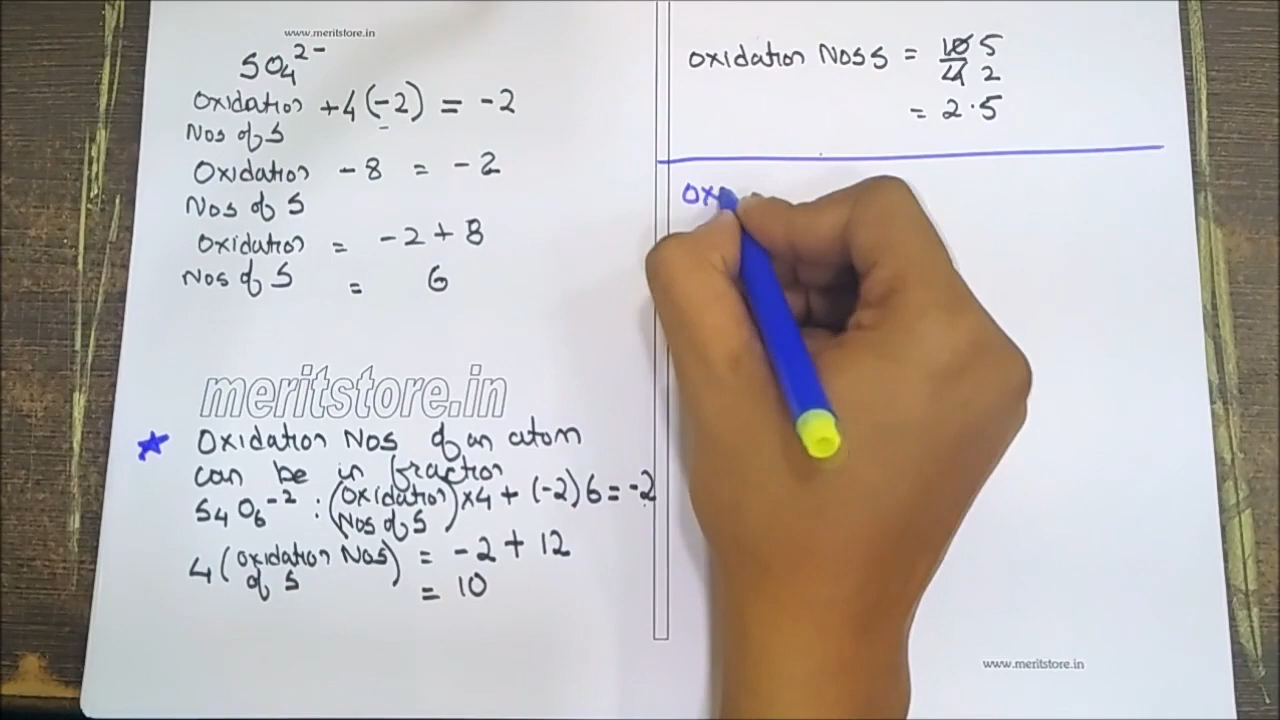 www.meritstore.in
SO₄²⁻
Oxidation +4(-2) = -2
Nos of S
Oxidation -8 = -2
Nos of S
Oxidation = -2+8
Nos of S = 6
meritstore.in
★ Oxidation Nos of an atom
can be in fraction
S₄O₆⁻² : (Oxidation Nos of S)×4 + (-2)6 = -2
4(Oxidation Nos of S) = -2+12
= 10
Oxidation Nos S = 10/4 5/2
= 2.5
Ox
www.meritstore.in